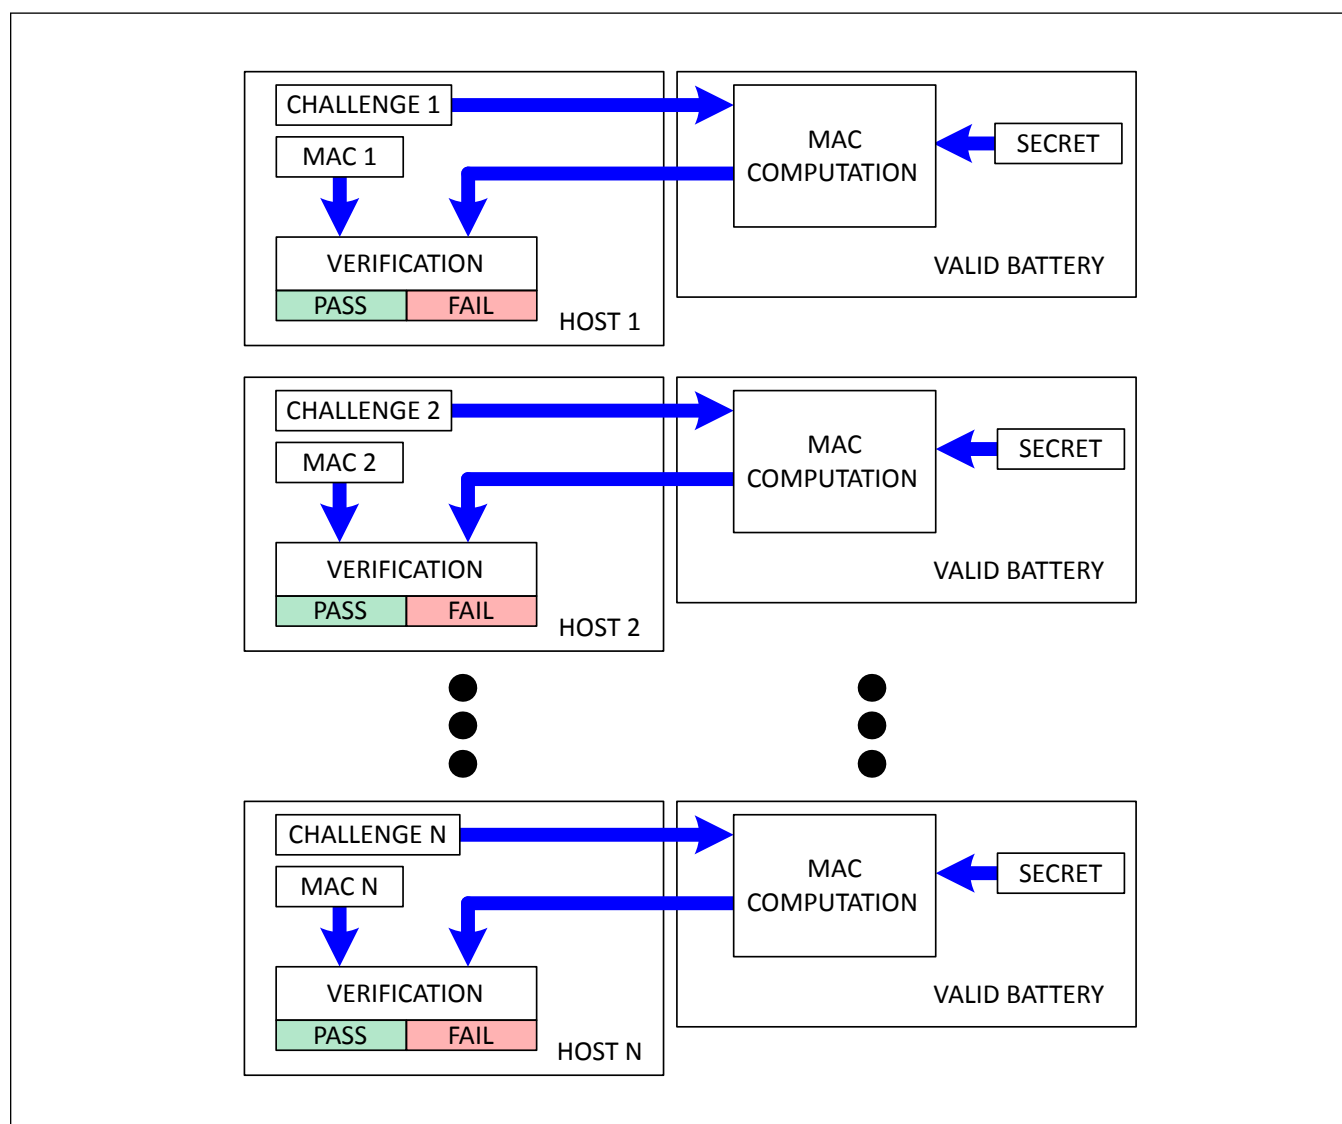 CHALLENGE 1
MAC 1
VERIFICATION
PASS
FAIL
HOST 1
MAC
COMPUTATION
SECRET
VALID BATTERY
CHALLENGE 2
MAC 2
VERIFICATION
PASS
FAIL
HOST 2
MAC
COMPUTATION
SECRET
VALID BATTERY
CHALLENGE N
MAC N
VERIFICATION
PASS
FAIL
HOST N
MAC
COMPUTATION
SECRET
VALID BATTERY